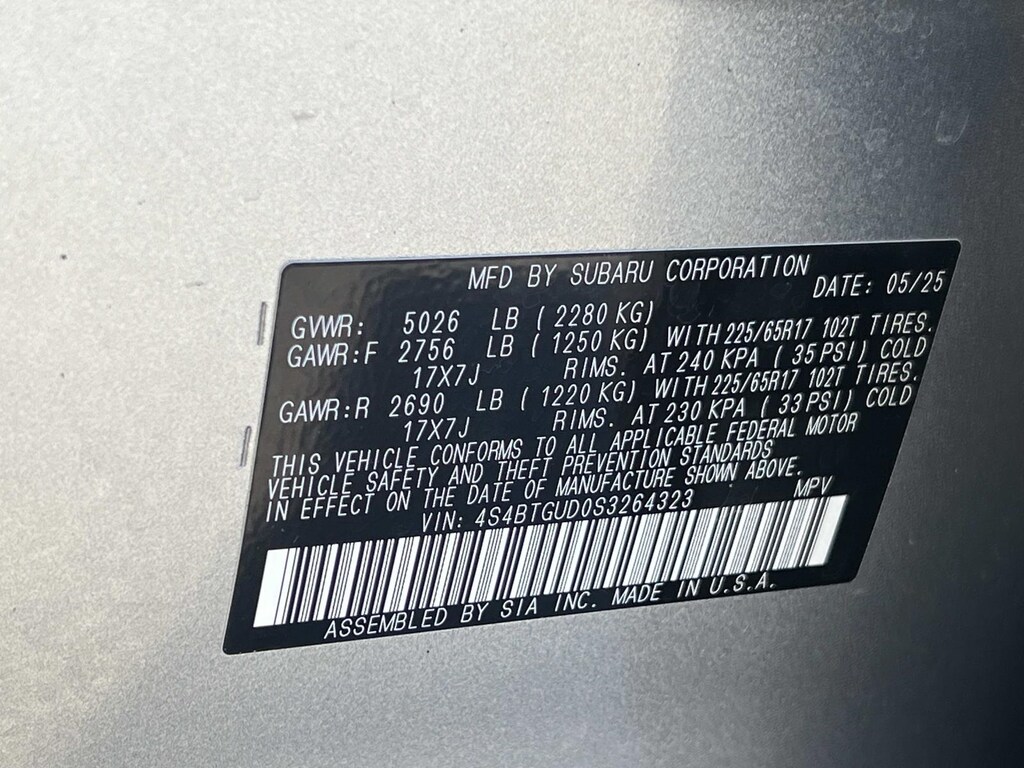 MFD BY SUBARU CORPORATION
DATE: 05/25
GVWR: 5026 LB ( 2280 KG)
GAWR:F 2756 LB ( 1250 KG) WITH 225/65R17 102T TIRES.
17X7J RIMS. AT 240 KPA ( 35 PSI) COLD
GAWR:R 2690 LB ( 1220 KG) WITH 225/65R17 102T TIRES.
17X7J RIMS. AT 230 KPA ( 33 PSI) COLD
THIS VEHICLE CONFORMS TO ALL APPLICABLE FEDERAL MOTOR
VEHICLE SAFETY AND THEFT PREVENTION STANDARDS
IN EFFECT ON THE DATE OF MANUFACTURE SHOWN ABOVE.
VIN: 4S4BTGUD0S3264323 MPV
ASSEMBLED BY SIA INC. MADE IN U.S.A.